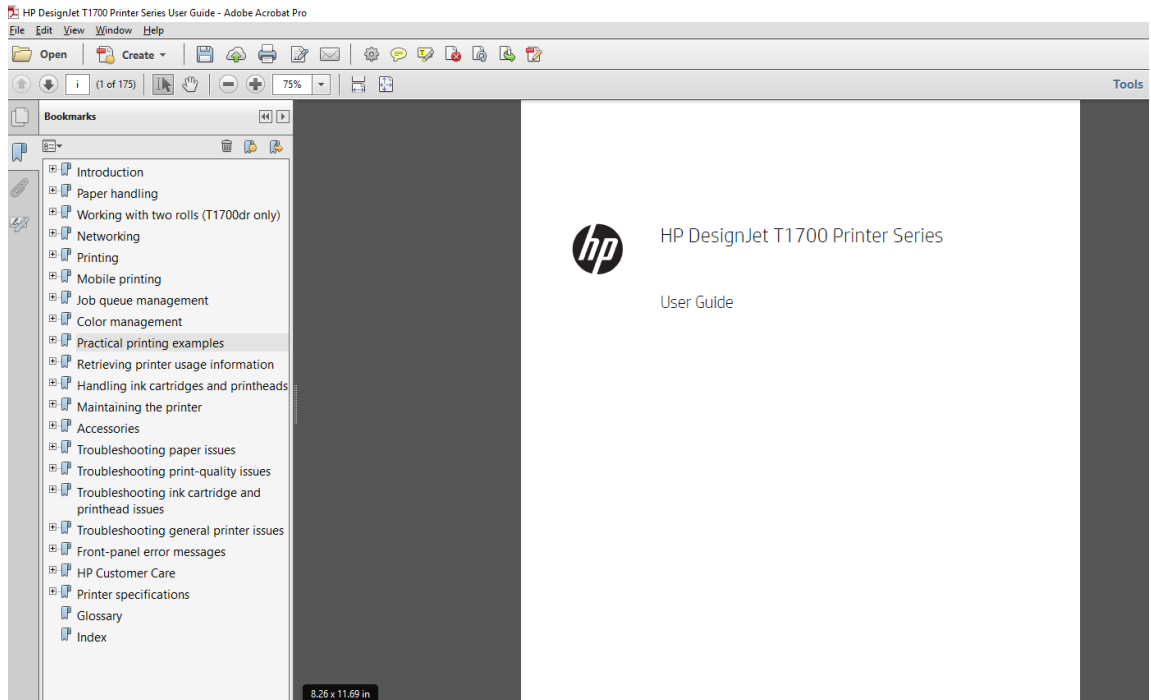 HP DesignJet T1700 Printer Series User Guide - Adobe Acrobat Pro
File Edit View Window Help
Open Create
i (1 of 175) 75% Tools
Bookmarks
Introduction
Paper handling
Working with two rolls (T1700dr only)
Networking
Printing
Mobile printing
Job queue management
Color management
Practical printing examples
Retrieving printer usage information
Handling ink cartridges and printheads
Maintaining the printer
Accessories
Troubleshooting paper issues
Troubleshooting print-quality issues
Troubleshooting ink cartridge and
printhead issues
Troubleshooting general printer issues
Front-panel error messages
HP Customer Care
Printer specifications
Glossary
Index
hp
HP DesignJet T1700 Printer Series
User Guide
8.26 x 11.69 in